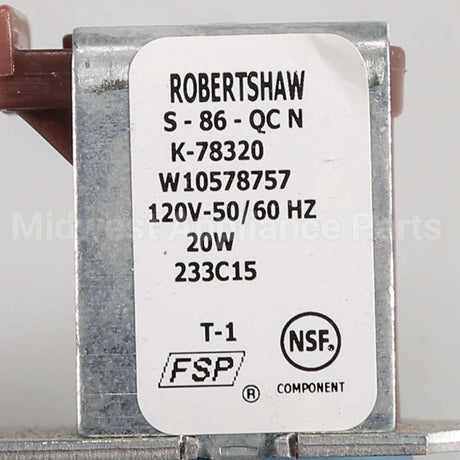 ROBERTSHAW
S - 86 - QC N
K-78320
W10578757
120V-50/60 HZ
20W
233C15
T-1
FSP ®
NSF.
COMPONENT
Midwest Appliance Parts